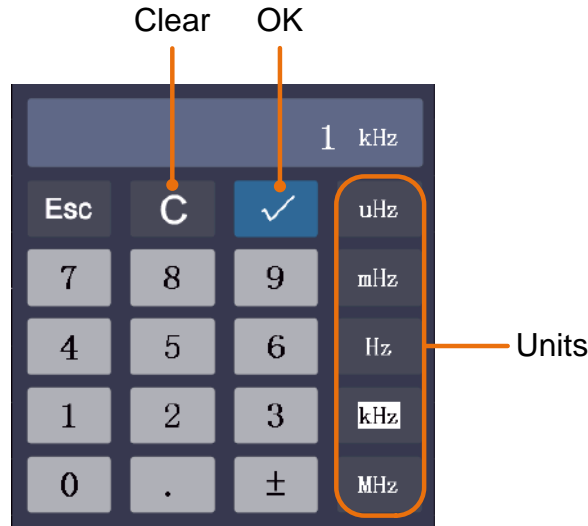 Clear OK
1 kHz
Esc C ✓ uHz
7 8 9 mHz
4 5 6 Hz
Units
1 2 3 kHz
0 . ± MHz